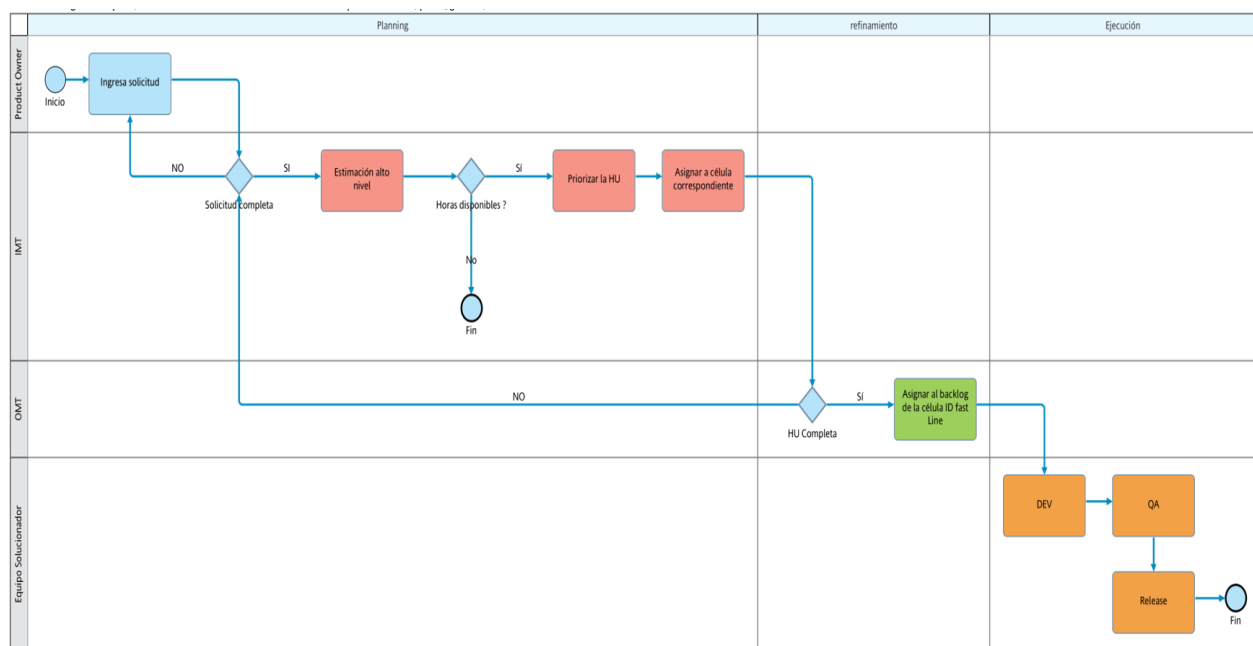 Planning
refinamiento
Ejecución
Product Owner
Ingresa solicitud
Inicio
IMT
NO
SI
Estimación alto
nivel
Sí
Priorizar la HU
Asignar a célula
correspondiente
Solicitud completa
Horas disponibles ?
No
Fin
OMT
NO
Sí
Asignar al backlog
de la célula ID fast
Line
HU Completa
Equipo Solucionador
DEV
QA
Release
Fin